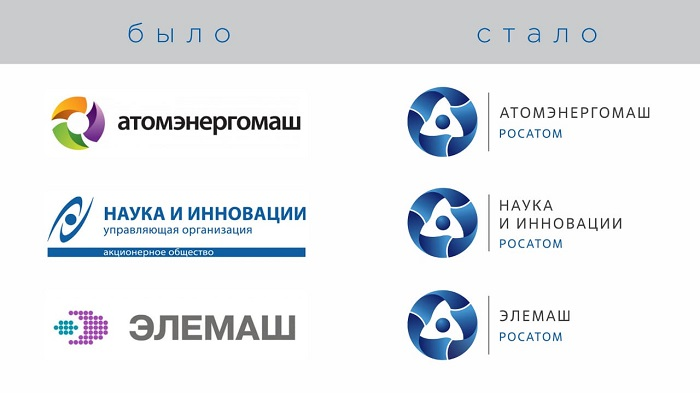 было
стало
атомэнергомаш
АТОМЭНЕРГОМАШ
РОСАТОМ
НАУКА И ИННОВАЦИИ
управляющая организация
акционерное общество
НАУКА
И ИННОВАЦИИ
РОСАТОМ
ЭЛЕМАШ
ЭЛЕМАШ
РОСАТОМ